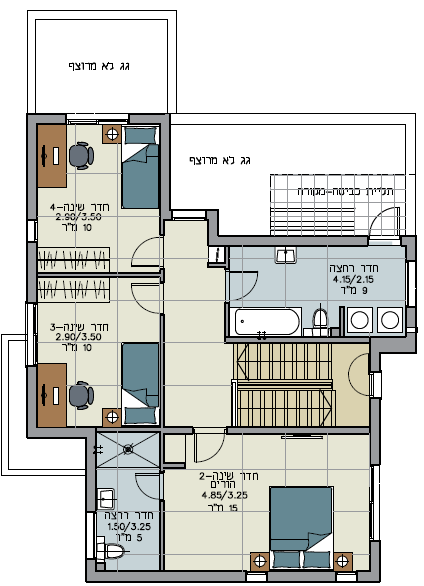 גג לא מרוצף
גג לא מרוצף
תליית כביסה-מקורה
חדר שינה-4
2.90/3.50
10 מ"ר
חדר רחצה
4.15/2.15
9 מ"ר
חדר שינה-3
2.90/3.50
10 מ"ר
חדר שינה-2
הורים
4.85/3.25
15 מ"ר
חדר רחצה
1.50/3.25
5 מ"ר